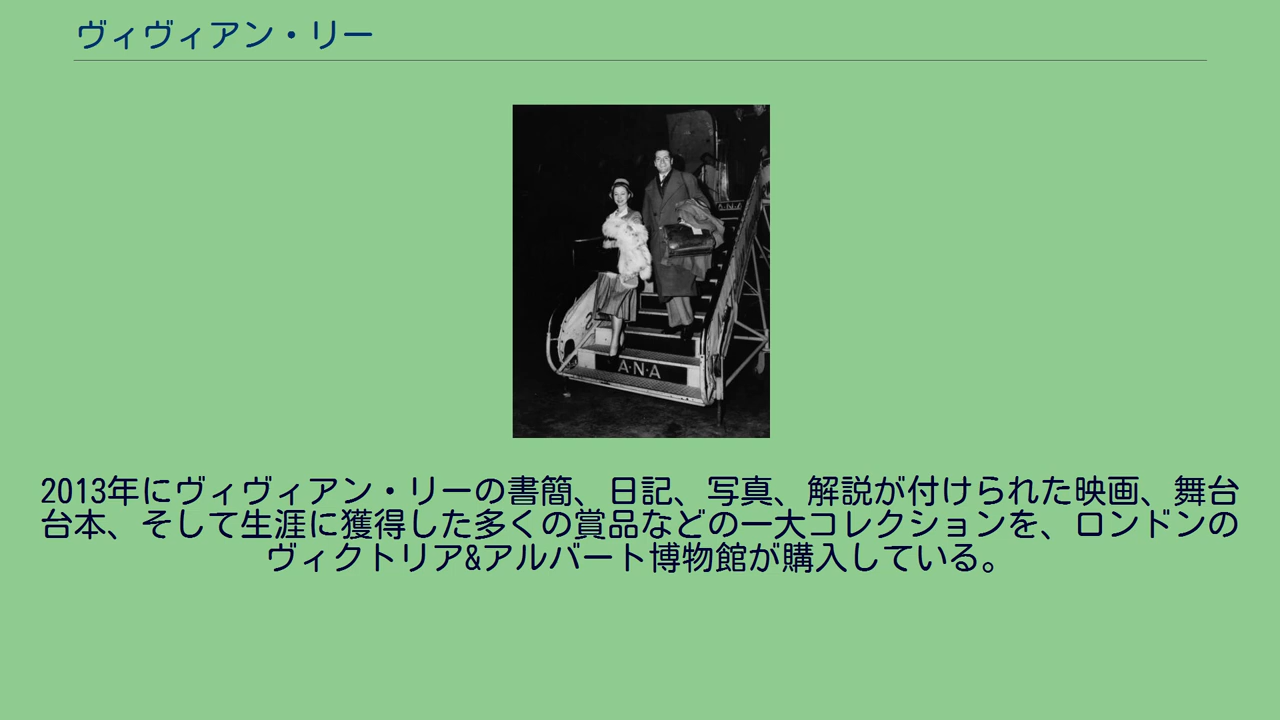 ヴィヴィアン・リー
A·N·A
2013年にヴィヴィアン・リーの書簡、日記、写真、解説が付けられた映画、舞台
台本、そして生涯に獲得した多くの賞品などの一大コレクションを、ロンドンの
ヴィクトリア&アルバート博物館が購入している。